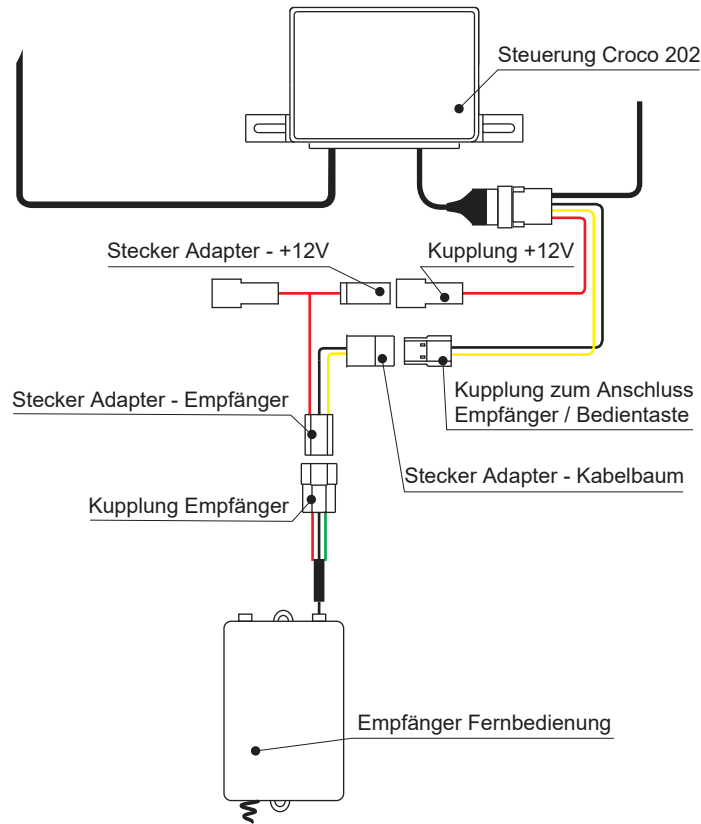 Steuerung Croco 202
Stecker Adapter - +12V
Kupplung +12V
Stecker Adapter - Empfänger
Kupplung zum Anschluss
Empfänger / Bedientaste
Stecker Adapter - Kabelbaum
Kupplung Empfänger
Empfänger Fernbedienung